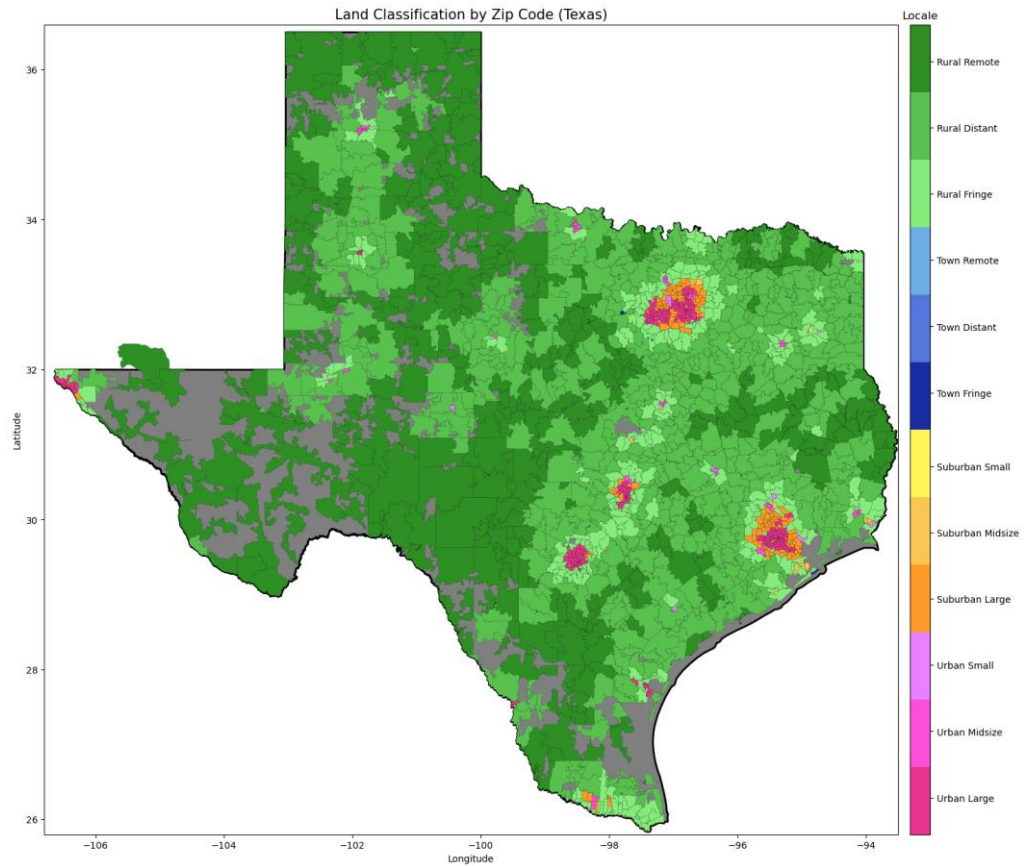 Land Classification by Zip Code (Texas)
Locale
36
34
32
30
28
26
Latitude
−106
−104
−102
−100
−98
−96
−94
Longitude
Rural Remote
Rural Distant
Rural Fringe
Town Remote
Town Distant
Town Fringe
Suburban Small
Suburban Midsize
Suburban Large
Urban Small
Urban Midsize
Urban Large